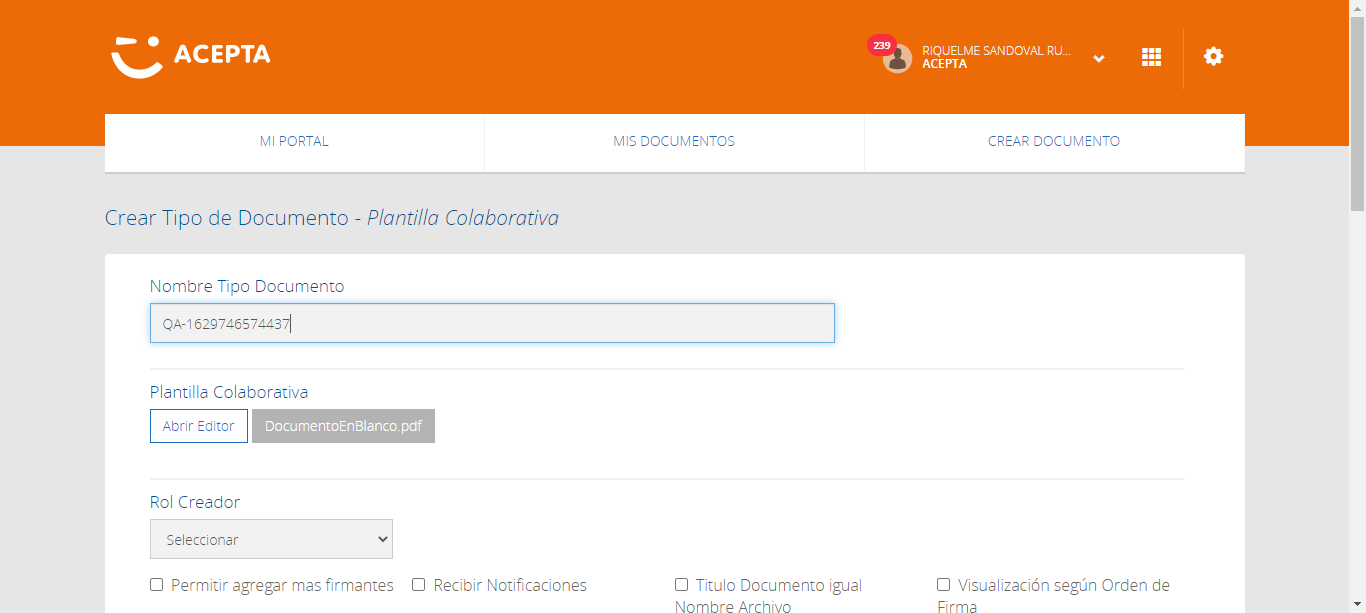 ACEPTA
239
RIQUELME SANDOVAL RU...
ACEPTA
MI PORTAL
MIS DOCUMENTOS
CREAR DOCUMENTO
Crear Tipo de Documento - Plantilla Colaborativa
Nombre Tipo Documento
QA-1629746574437
Plantilla Colaborativa
Abrir Editor
DocumentoEnBlanco.pdf
Rol Creador
Seleccionar
Permitir agregar mas firmantes
Recibir Notificaciones
Titulo Documento igual
Nombre Archivo
Visualización según Orden de
Firma